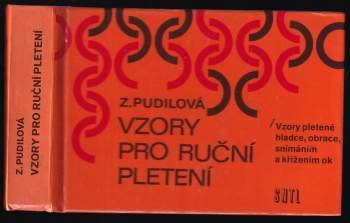 Z. PUDILOVÁ
VZORY PRO RUČNÍ PLETENÍ
Z. PUDILOVÁ
VZORY
PRO RUČNÍ
PLETENÍ
/Vzory pletené
hladce, obrace,
snímáním
a křížením ok
SNTL